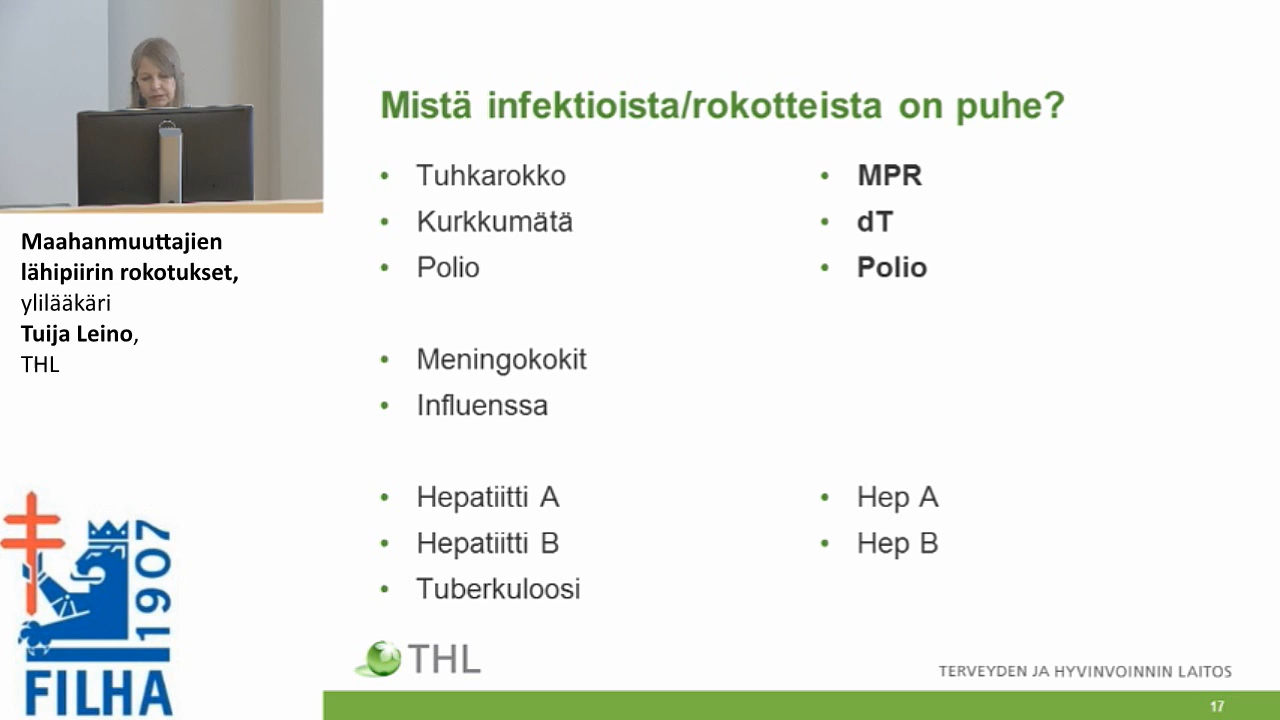 Mistä infektioista/rokotteista on puhe?
• Tuhkarokko
• Kurkkumätä
• Polio
• Meningokokit
• Influenssa
• Hepatiitti A
• Hepatiitti B
• Tuberkuloosi
• MPR
• dT
• Polio
• Hep A
• Hep B
Maahanmuuttajien
lähipiirin rokotukset,
ylilääkäri
Tuija Leino,
THL
1907
FILHA
THL
TERVEYDEN JA HYVINVOINNIN LAITOS
17